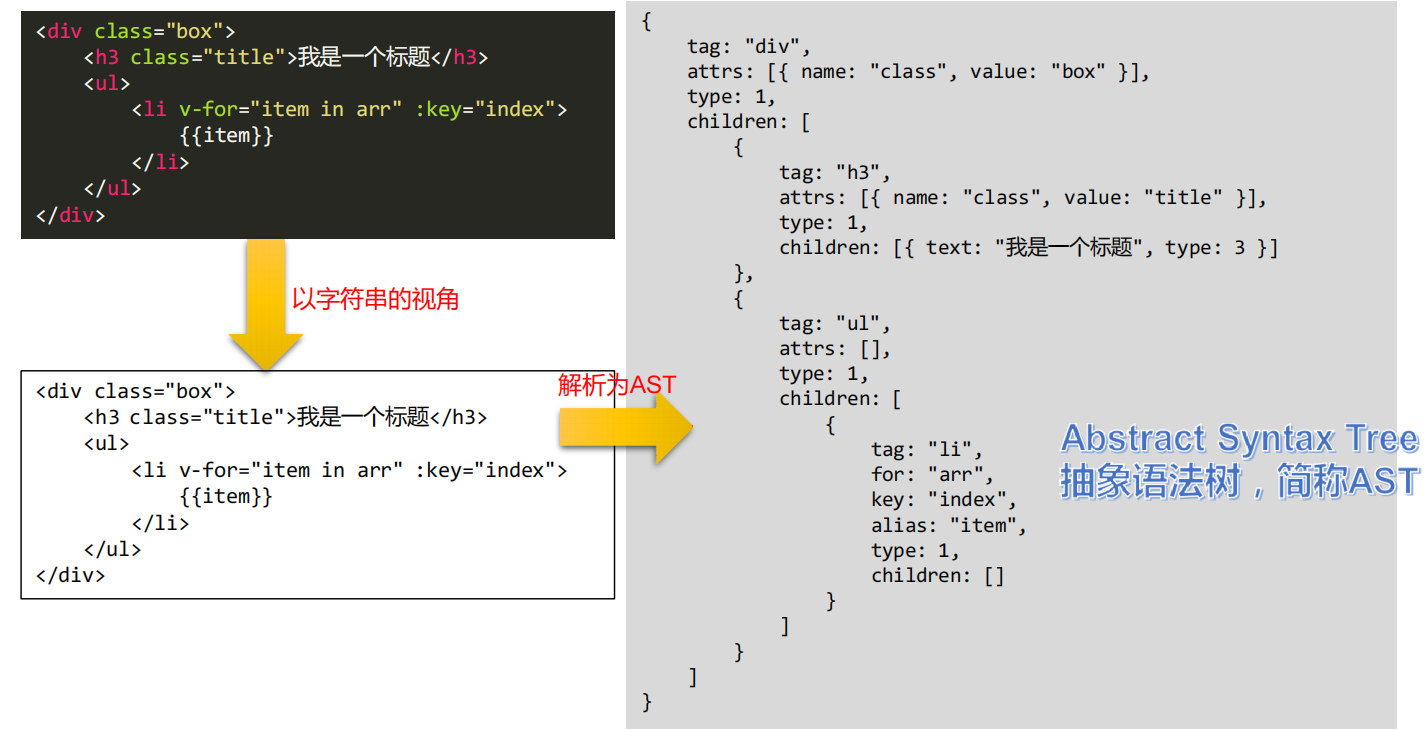 <div class="box">
    <h3 class="title">我是一个标题</h3>
    <ul>
        <li v-for="item in arr" :key="index">
            {{item}}
        </li>
    </ul>
</div>
以字符串的视角
<div class="box">
    <h3 class="title">我是一个标题</h3>
    <ul>
        <li v-for="item in arr" :key="index">
            {{item}}
        </li>
    </ul>
</div>
解析为AST
{
    tag: "div",
    attrs: [{ name: "class", value: "box" }],
    type: 1,
    children: [
        {
            tag: "h3",
            attrs: [{ name: "class", value: "title" }],
            type: 1,
            children: [{ text: "我是一个标题", type: 3 }]
        },
        {
            tag: "ul",
            attrs: [],
            type: 1,
            children: [
                {
                    tag: "li",
                    for: "arr",
                    key: "index",
                    alias: "item",
                    type: 1,
                    children: []
                }
            ]
        }
    ]
}
Abstract Syntax Tree
抽象语法树，简称AST